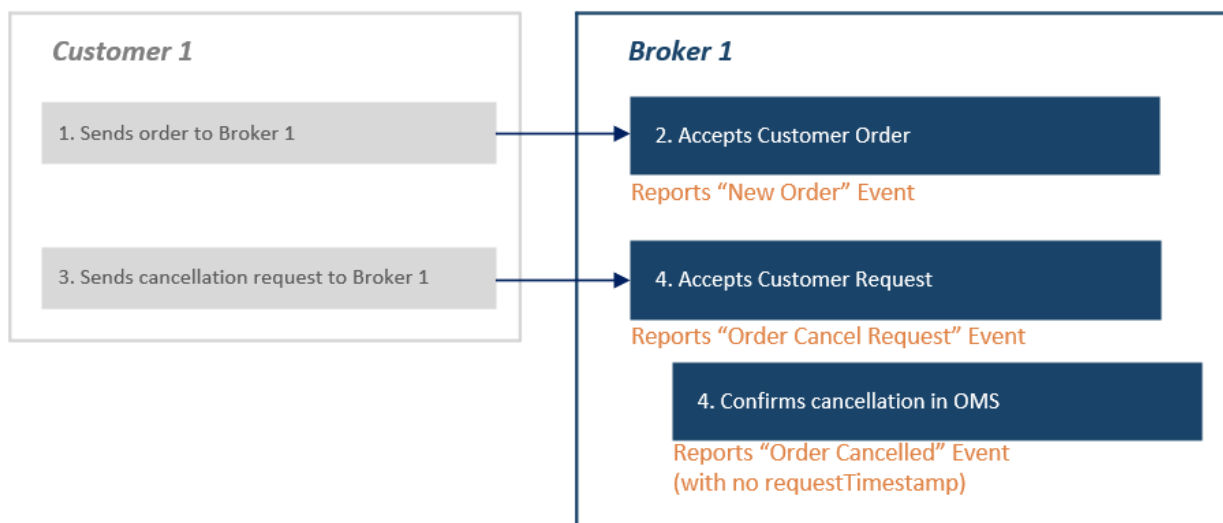 Customer 1
1. Sends order to Broker 1
3. Sends cancellation request to Broker 1
Broker 1
2. Accepts Customer Order
Reports “New Order” Event
4. Accepts Customer Request
Reports “Order Cancel Request” Event
4. Confirms cancellation in OMS
Reports “Order Cancelled” Event
(with no requestTimestamp)